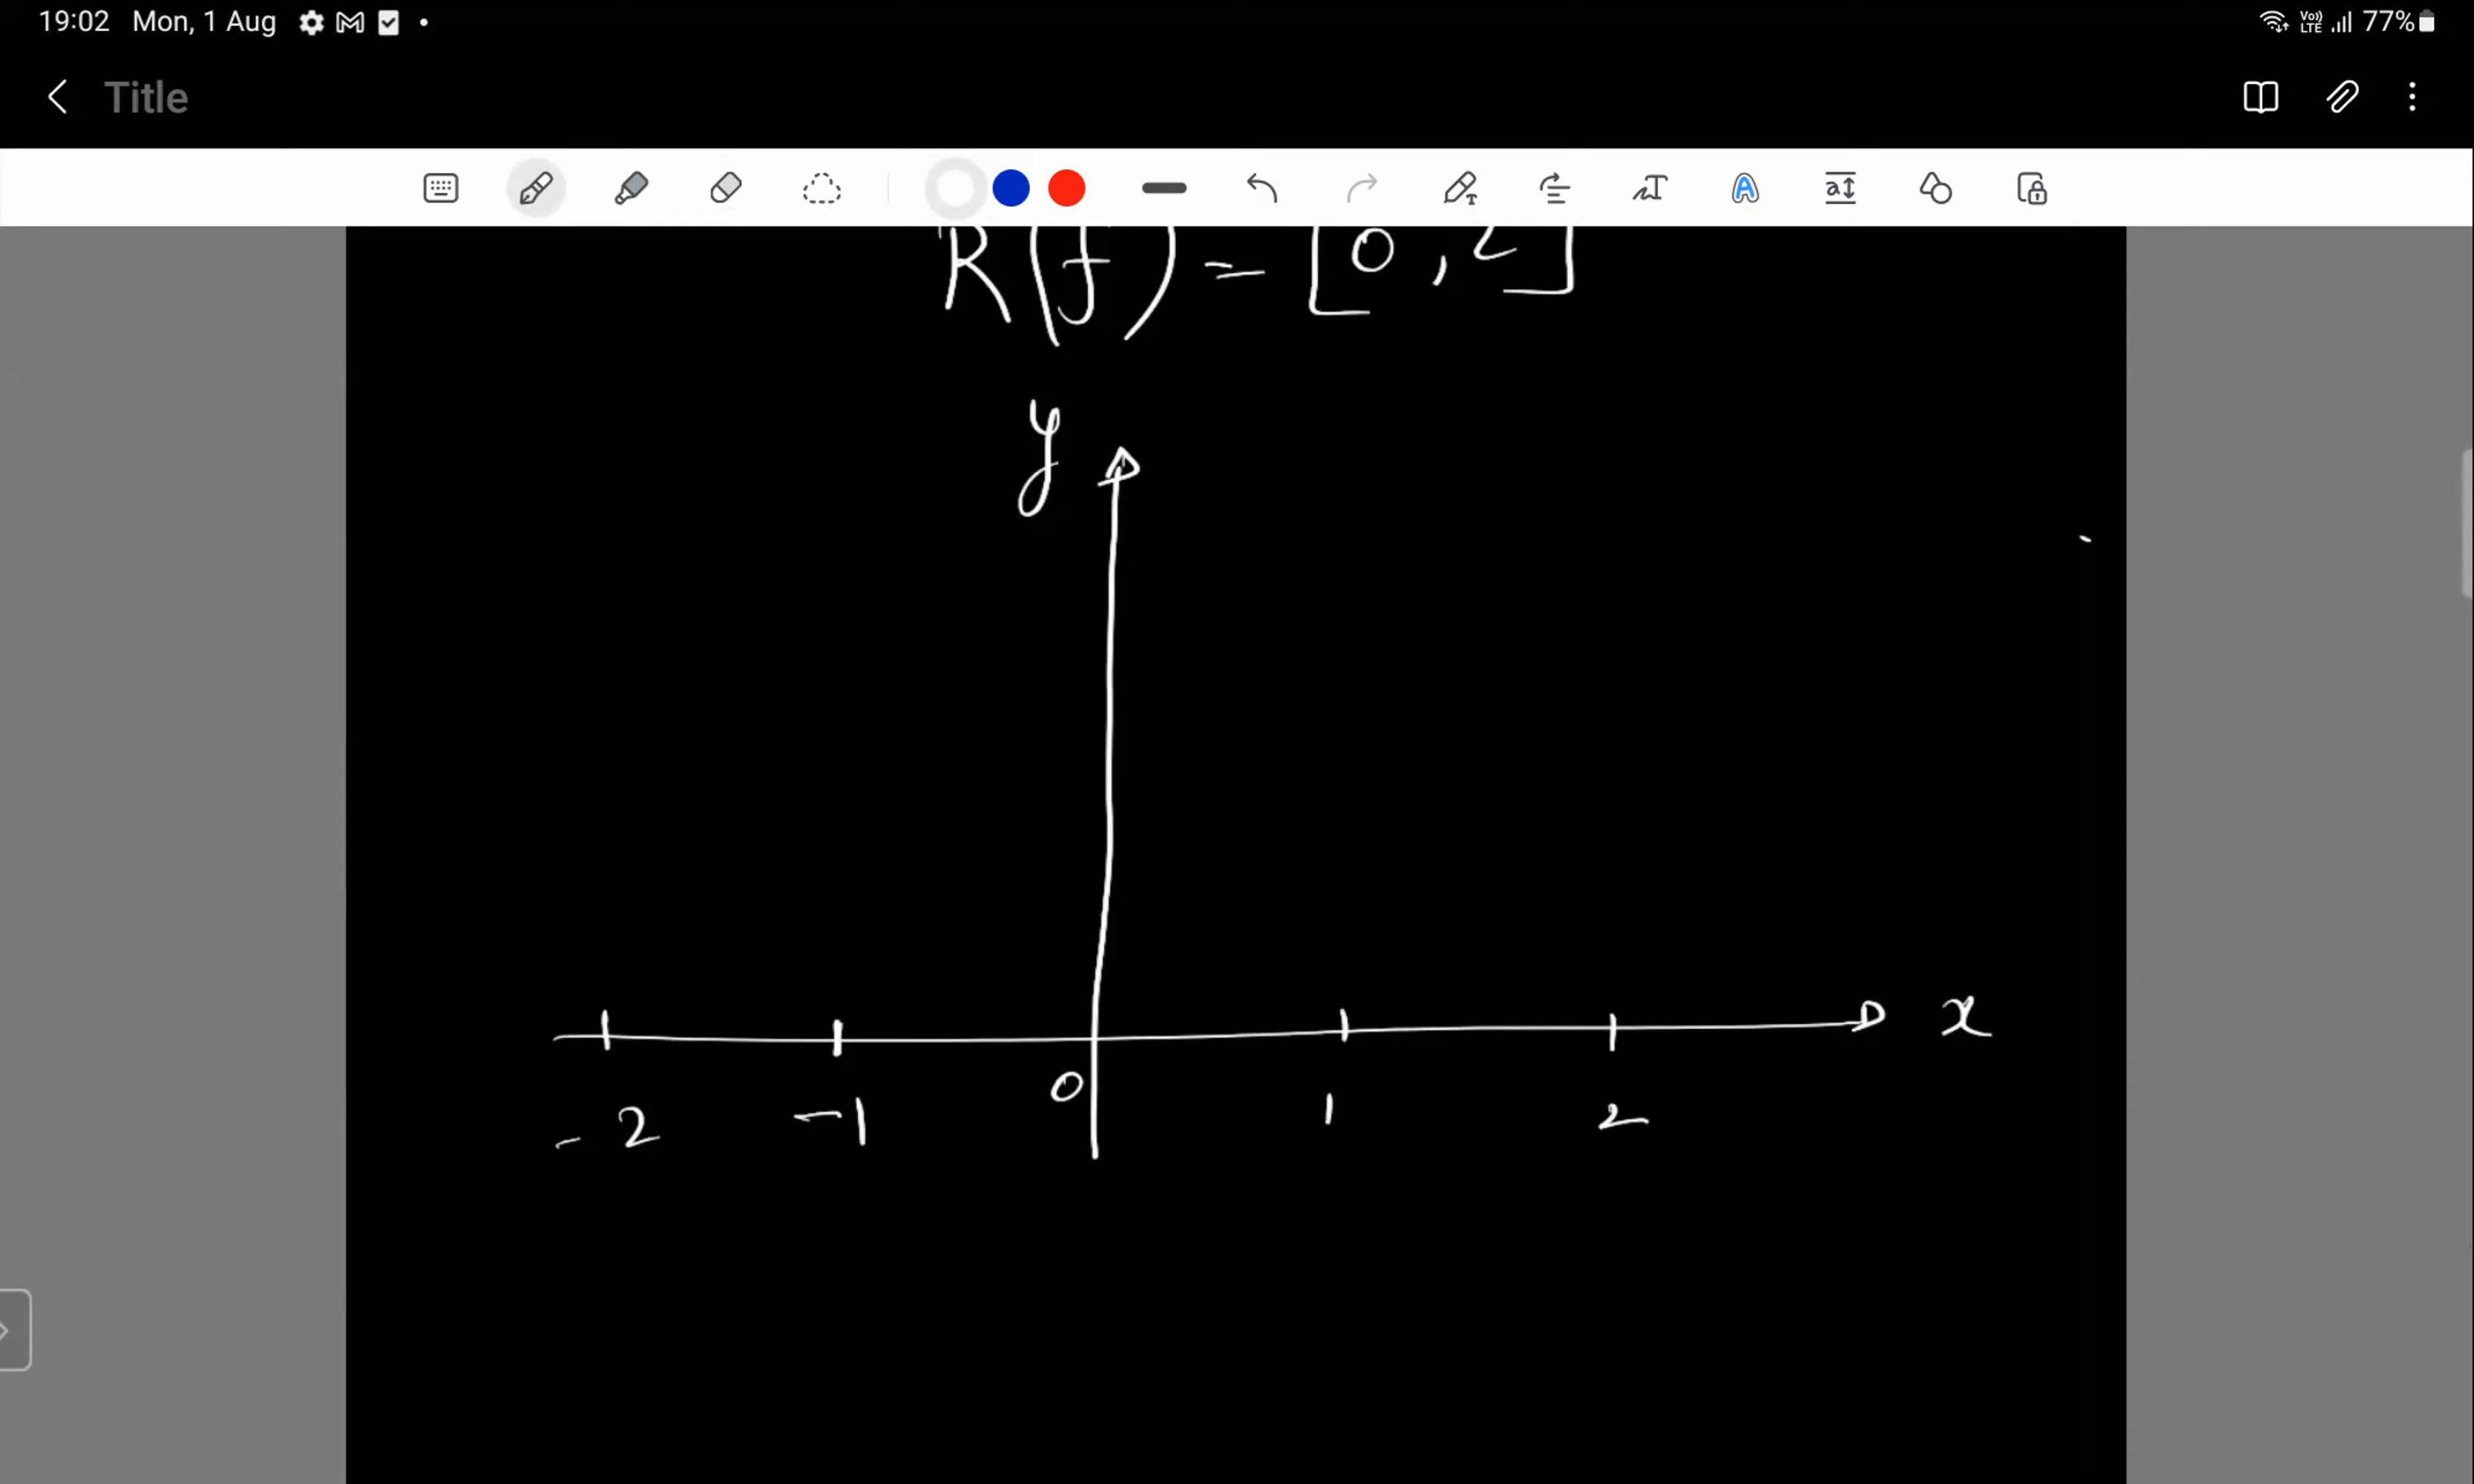 19:02 Mon, 1 Aug 77%
Title
R(f) = [0, 2]
y
x
-2 -1 0 1 2